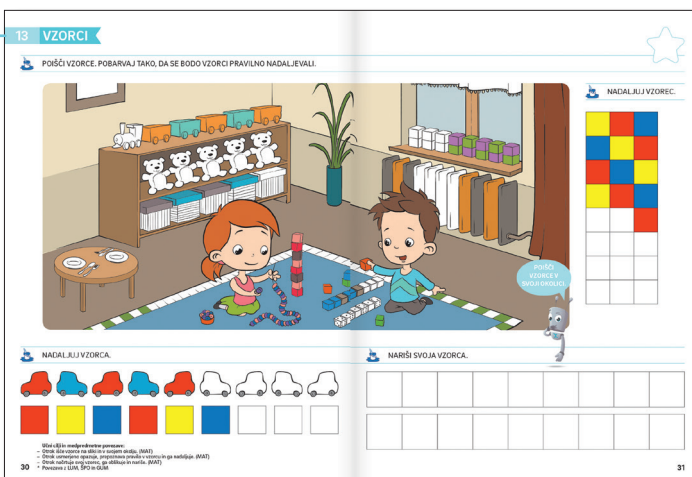 13 VZORCI
POIŠČI VZORCE. POBARVAJ TAKO, DA SE BODO VZORCI PRAVILNO NADALJEVALI.
NADALJUJ VZOREC.
POIŠČI
VZORCE V
SVOJI OKOLICI.
NADALJUJ VZORCA.
NARIŠI SVOJA VZORCA.
Učni cilji in medpredmetne povezave:
– Otrok išče vzorce na sliki in v svojem okolju. (MAT)
– Otrok usmerjeno opazuje, prepoznava pravilo v vzorcu in ga nadaljuje. (MAT)
– Otrok načrtuje svoj vzorec, ga oblikuje in nariše. (MAT)
* Povezava z LUM, ŠPO in GUM
30
31